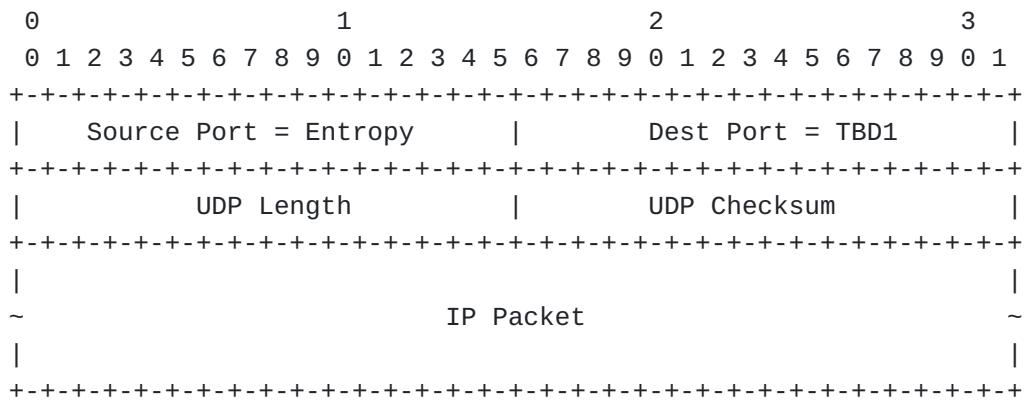 0                   1                   2                   3
0 1 2 3 4 5 6 7 8 9 0 1 2 3 4 5 6 7 8 9 0 1 2 3 4 5 6 7 8 9 0 1
+-+-+-+-+-+-+-+-+-+-+-+-+-+-+-+-+-+-+-+-+-+-+-+-+-+-+-+-+-+-+-+-+
|    Source Port = Entropy      |        Dest Port = TBD1       |
+-+-+-+-+-+-+-+-+-+-+-+-+-+-+-+-+-+-+-+-+-+-+-+-+-+-+-+-+-+-+-+-+
|           UDP Length          |        UDP Checksum           |
+-+-+-+-+-+-+-+-+-+-+-+-+-+-+-+-+-+-+-+-+-+-+-+-+-+-+-+-+-+-+-+-+
|                                                               |
~                           IP Packet                           ~
|                                                               |
+-+-+-+-+-+-+-+-+-+-+-+-+-+-+-+-+-+-+-+-+-+-+-+-+-+-+-+-+-+-+-+-+